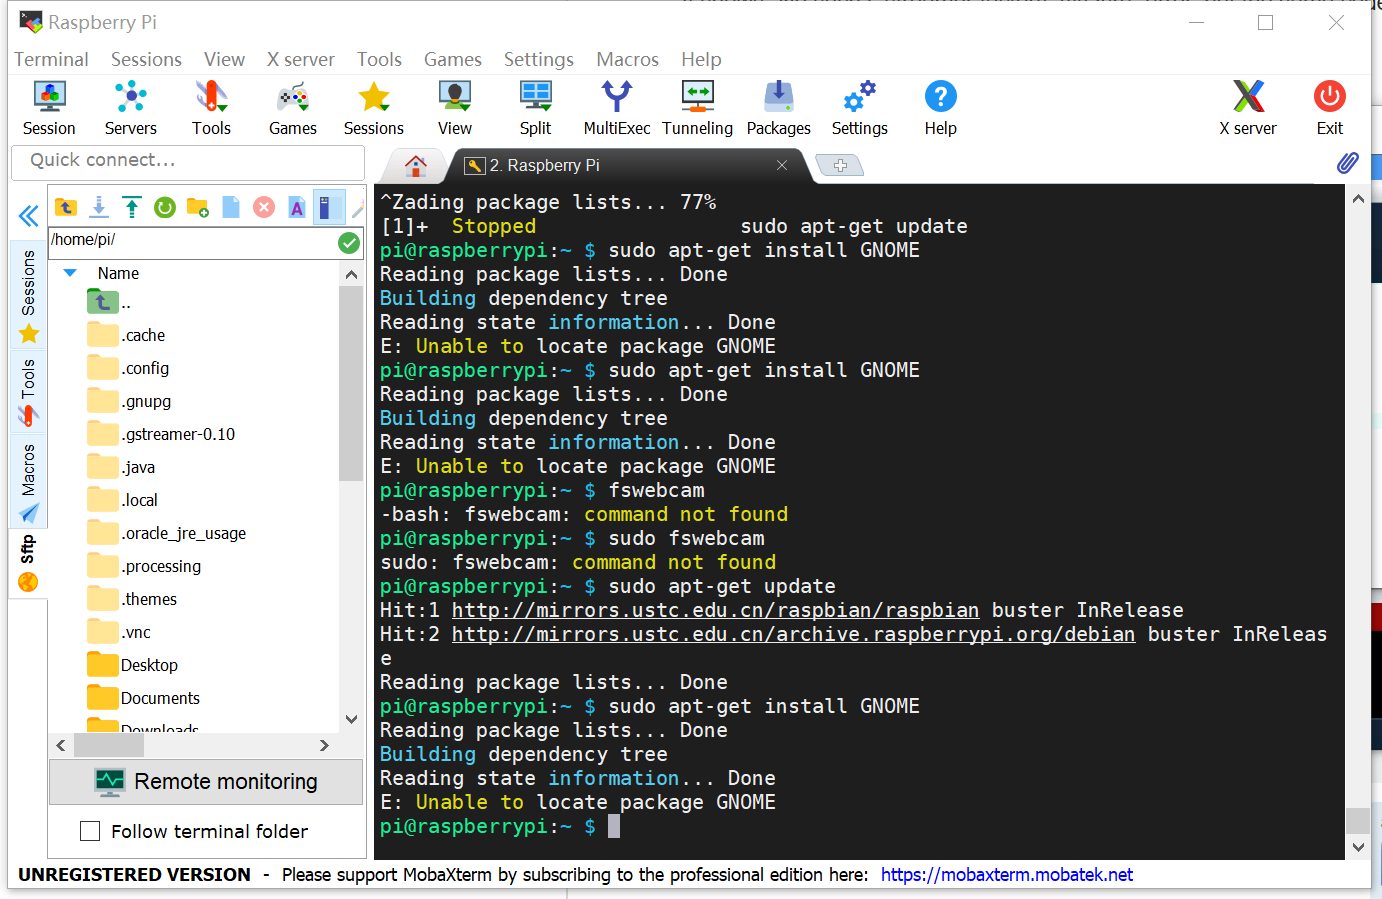 Raspberry Pi
Terminal Sessions View X server Tools Games Settings Macros Help
Session Servers Tools Games Sessions View Split MultiExec Tunneling Packages Settings Help X server Exit
Quick connect...
2. Raspberry Pi
/home/pi/
Name
..
.cache
.config
.gnupg
.gstreamer-0.10
.java
.local
.oracle_jre_usage
.processing
.themes
.vnc
Desktop
Documents
Downloads
Sessions
Tools
Macros
Sftp
Remote monitoring
Follow terminal folder
^Zading package lists... 77%
[1]+  Stopped                 sudo apt-get update
pi@raspberrypi:~ $ sudo apt-get install GNOME
Reading package lists... Done
Building dependency tree
Reading state information... Done
E: Unable to locate package GNOME
pi@raspberrypi:~ $ sudo apt-get install GNOME
Reading package lists... Done
Building dependency tree
Reading state information... Done
E: Unable to locate package GNOME
pi@raspberrypi:~ $ fswebcam
-bash: fswebcam: command not found
pi@raspberrypi:~ $ sudo fswebcam
sudo: fswebcam: command not found
pi@raspberrypi:~ $ sudo apt-get update
Hit:1 http://mirrors.ustc.edu.cn/raspbian/raspbian buster InRelease
Hit:2 http://mirrors.ustc.edu.cn/archive.raspberrypi.org/debian buster InReleas
e
Reading package lists... Done
pi@raspberrypi:~ $ sudo apt-get install GNOME
Reading package lists... Done
Building dependency tree
Reading state information... Done
E: Unable to locate package GNOME
pi@raspberrypi:~ $
UNREGISTERED VERSION - Please support MobaXterm by subscribing to the professional edition here: https://mobaxterm.mobatek.net